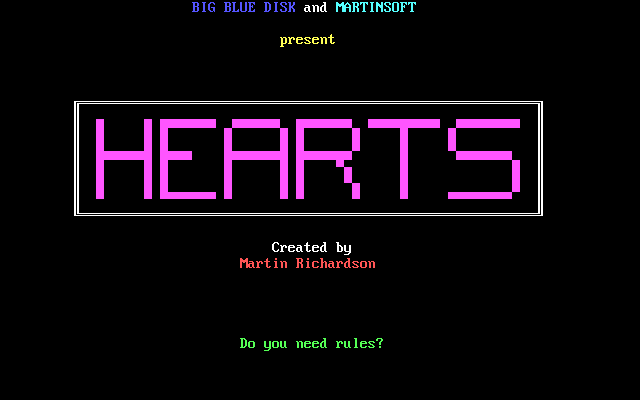 BIG BLUE DISK and MARTINSOFT
present
HEARTS
Created by
Martin Richardson
Do you need rules?